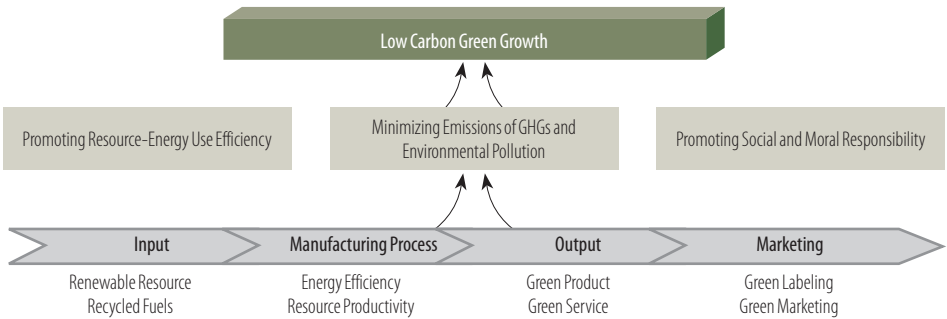 Low Carbon Green Growth
Promoting Resource-Energy Use Efficiency
Minimizing Emissions of GHGs and
Environmental Pollution
Promoting Social and Moral Responsibility
Input
Manufacturing Process
Output
Marketing
Renewable Resource
Recycled Fuels
Energy Efficiency
Resource Productivity
Green Product
Green Service
Green Labeling
Green Marketing